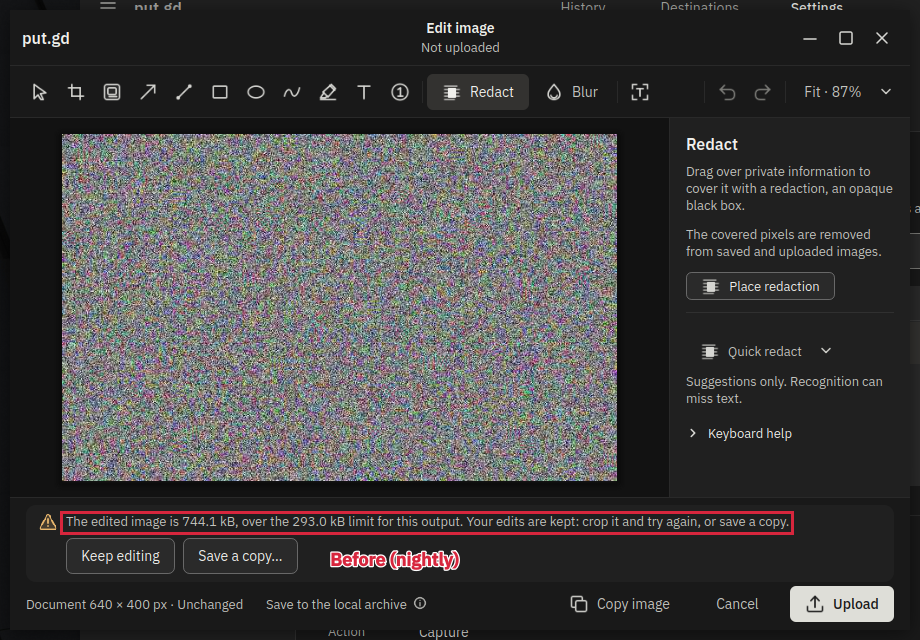 put.gd
History
Destinations
Settings
put.gd
Edit image
Not uploaded
T
1
Redact
Blur
T
Fit · 87%
Redact
Drag over private information to
cover it with a redaction, an opaque
black box.
The covered pixels are removed
from saved and uploaded images.
Place redaction
Quick redact
Suggestions only. Recognition can
miss text.
Keyboard help
The edited image is 744.1 kB, over the 293.0 kB limit for this output. Your edits are kept: crop it and try again, or save a copy.
Keep editing
Save a copy...
Before (nightly)
Document 640 × 400 px · Unchanged
Save to the local archive
Copy image
Cancel
Upload
Action
Capture